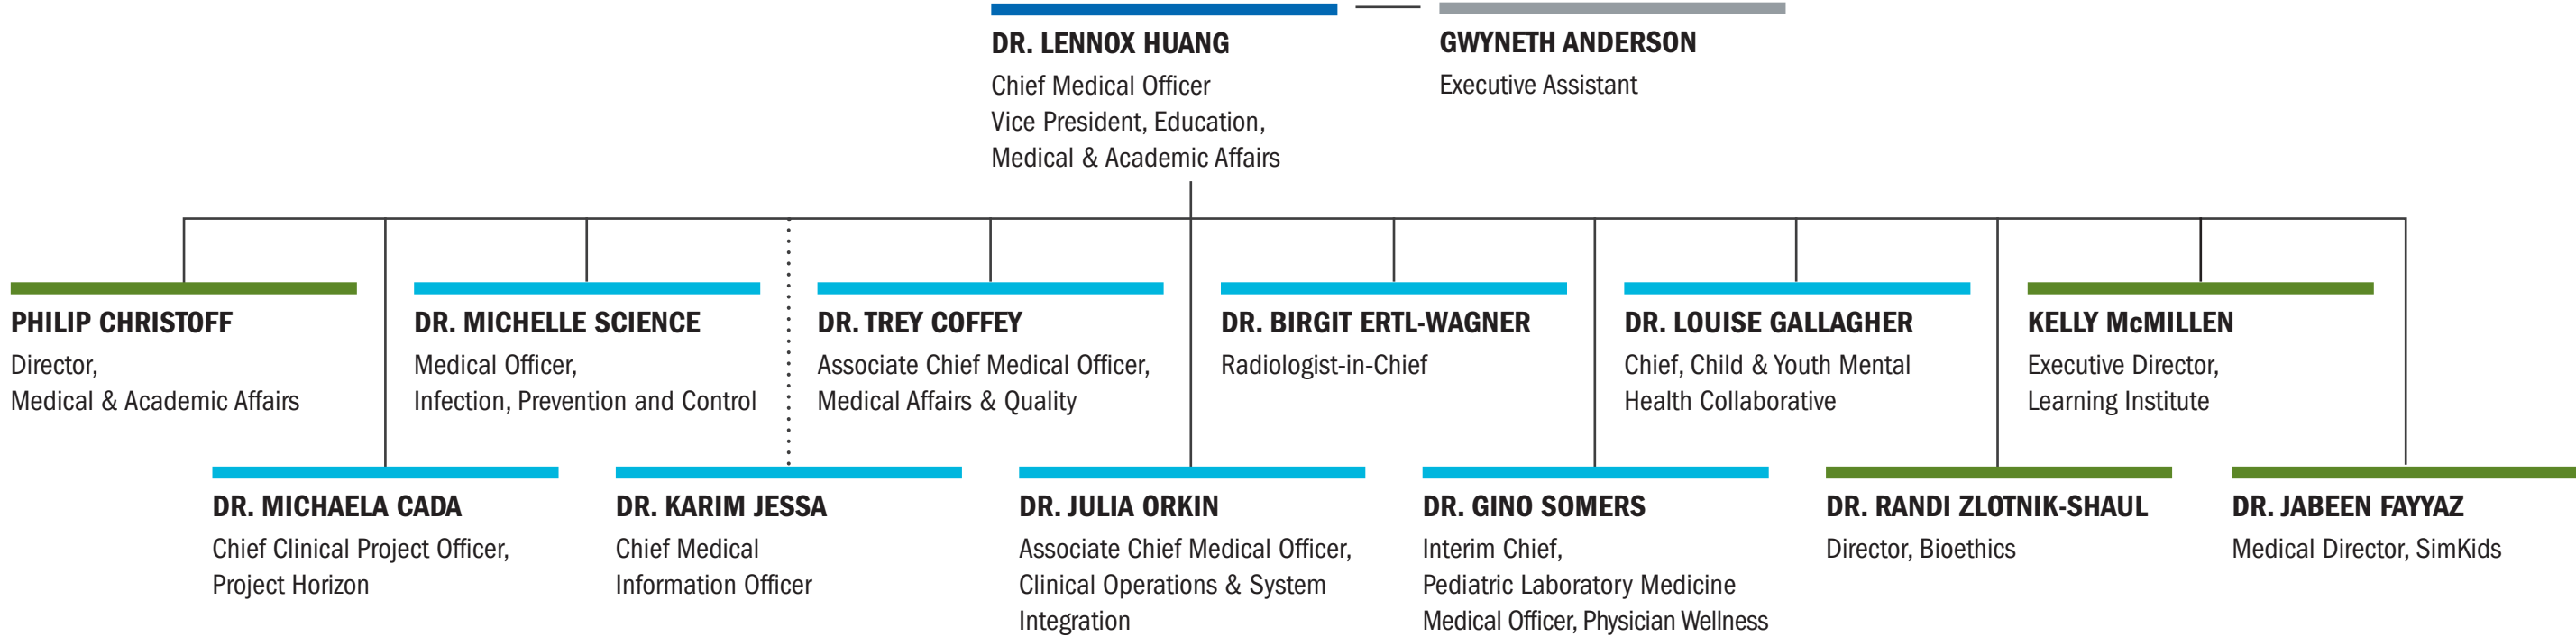 DR. LENNOX HUANG
Chief Medical Officer
Vice President, Education,
Medical & Academic Affairs
GWYNETH ANDERSON
Executive Assistant
PHILIP CHRISTOFF
Director,
Medical & Academic Affairs
DR. MICHELLE SCIENCE
Medical Officer,
Infection, Prevention and Control
DR. TREY COFFEY
Associate Chief Medical Officer,
Medical Affairs & Quality
DR. BIRGIT ERTL-WAGNER
Radiologist-in-Chief
DR. LOUISE GALLAGHER
Chief, Child & Youth Mental
Health Collaborative
KELLY McMILLEN
Executive Director,
Learning Institute
DR. MICHAELA CADA
Chief Clinical Project Officer,
Project Horizon
DR. KARIM JESSA
Chief Medical
Information Officer
DR. JULIA ORKIN
Associate Chief Medical Officer,
Clinical Operations & System
Integration
DR. GINO SOMERS
Interim Chief,
Pediatric Laboratory Medicine
Medical Officer, Physician Wellness
DR. RANDI ZLOTNIK-SHAUL
Director, Bioethics
DR. JABEEN FAYYAZ
Medical Director, SimKids